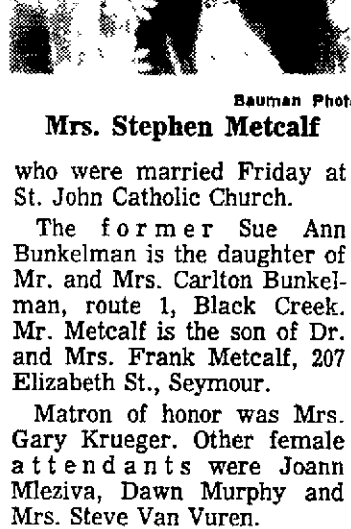 Bauman Phot
Mrs. Stephen Metcalf
who were married Friday at
St. John Catholic Church.
The former Sue Ann
Bunkelman is the daughter of
Mr. and Mrs. Carlton Bunkel-
man, route 1, Black Creek.
Mr. Metcalf is the son of Dr.
and Mrs. Frank Metcalf, 207
Elizabeth St., Seymour.
Matron of honor was Mrs.
Gary Krueger. Other female
attendants were Joann
Mleziva, Dawn Murphy and
Mrs. Steve Van Vuren.